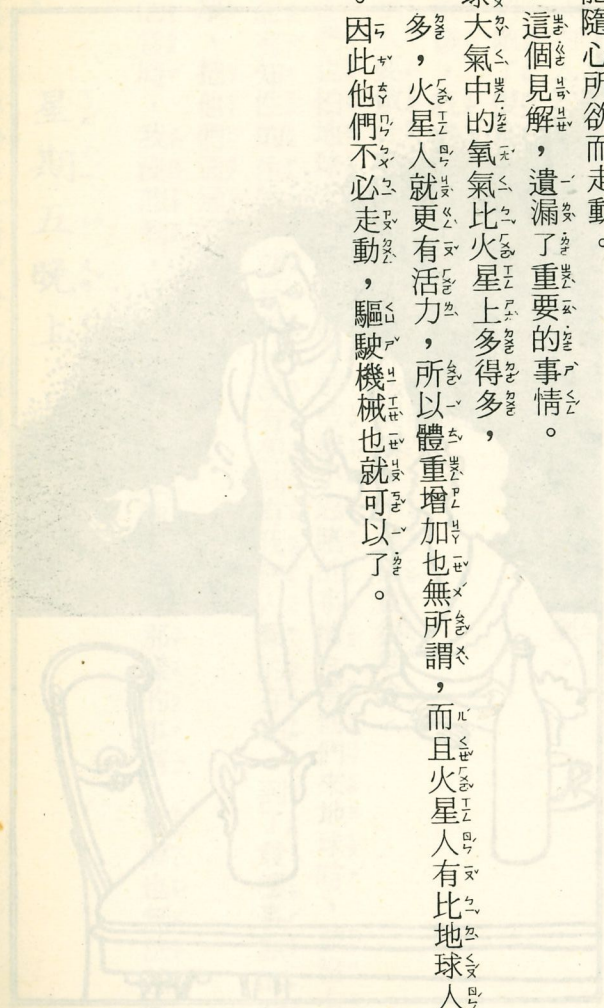 能隨心所欲而走動。
這個見解，遺漏了重要的事情。
球大氣中的氧氣比火星上多得多，
多，火星人就更有活力，所以體重增加也無所謂，而且火星人有比地球人
。因此他們不必走動，驅駛機械也就可以了。